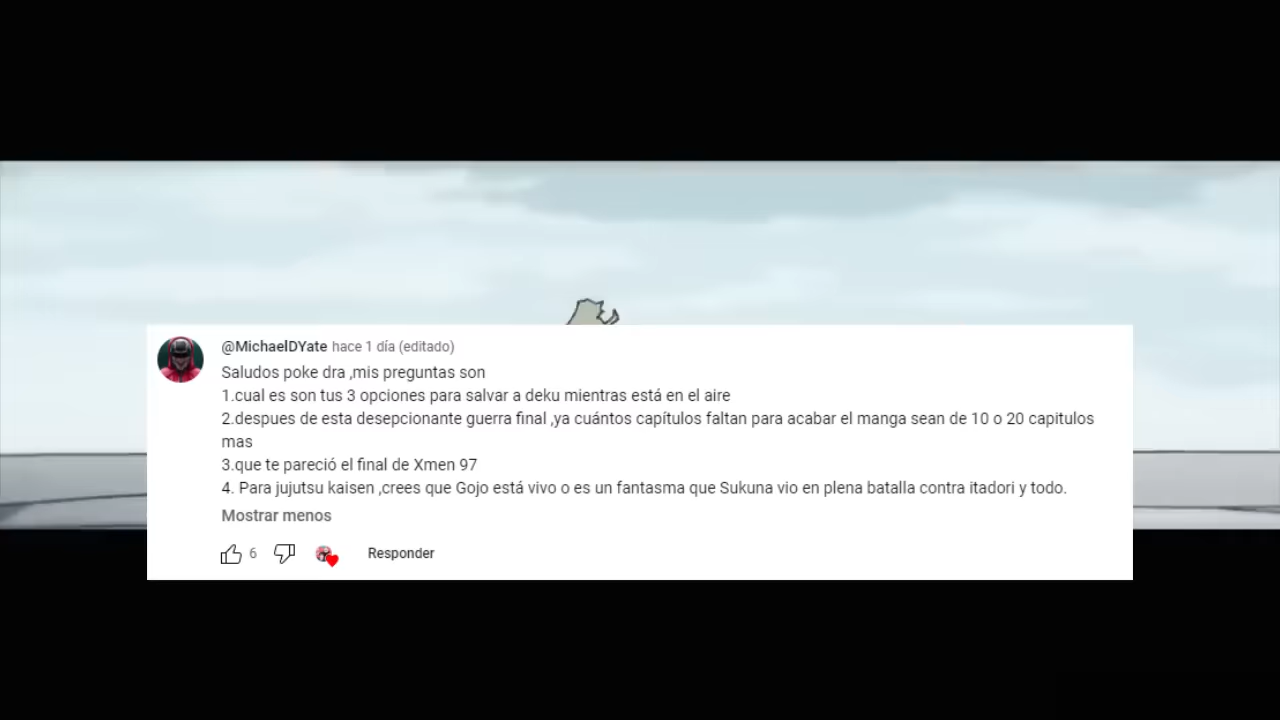 @MichaelDYate hace 1 día (editado)
Saludos poke dra ,mis preguntas son
1.cual es son tus 3 opciones para salvar a deku mientras está en el aire
2.despues de esta desepcionante guerra final ,ya cuántos capítulos faltan para acabar el manga sean de 10 o 20 capitulos
mas
3.que te pareció el final de Xmen 97
4. Para jujutsu kaisen ,crees que Gojo está vivo o es un fantasma que Sukuna vio en plena batalla contra itadori y todo.
Mostrar menos
6 Responder